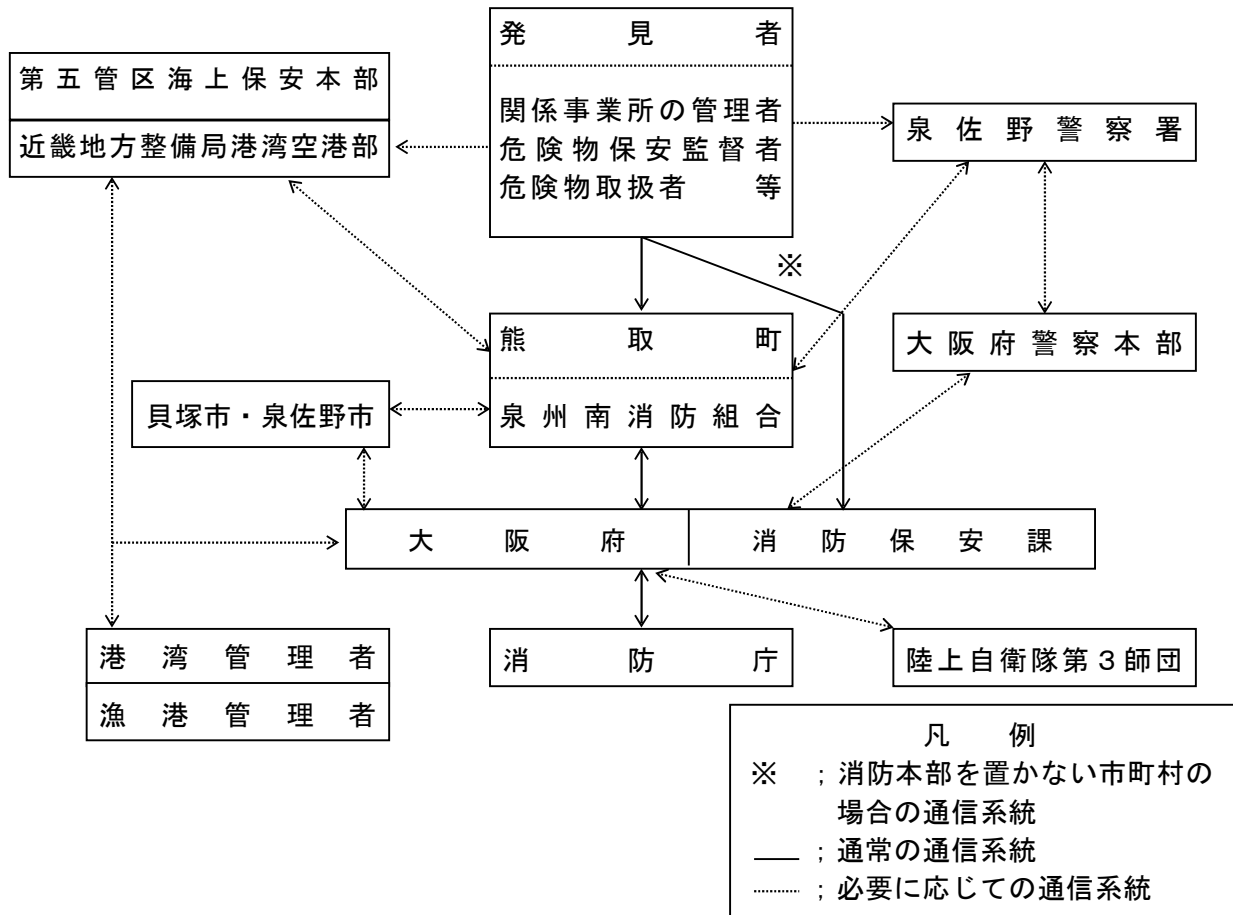 発見者
関係事業所の管理者
危険物保安監督者
危険物取扱者 等
第五管区海上保安本部
近畿地方整備局港湾空港部
泉佐野警察署
※
熊取町
泉州南消防組合
大阪府警察本部
貝塚市・泉佐野市
大阪府 消防保安課
港湾管理者
漁港管理者
消防庁
陸上自衛隊第３師団
凡例
※ ；消防本部を置かない市町村の
場合の通信系統
；通常の通信系統
；必要に応じての通信系統